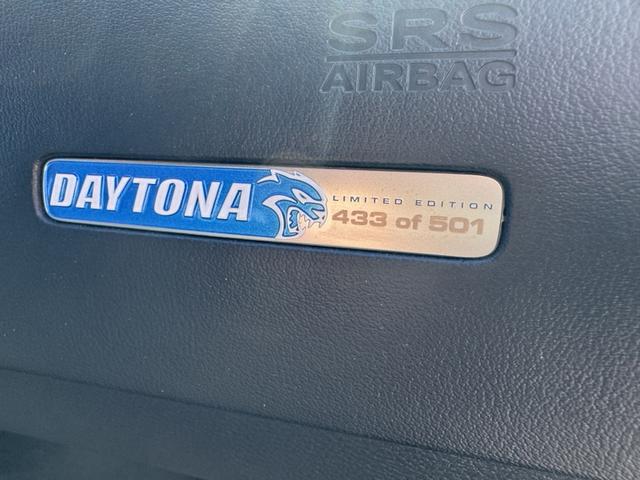 SRS
AIRBAG
DAYTONA
LIMITED EDITION
433 of 501